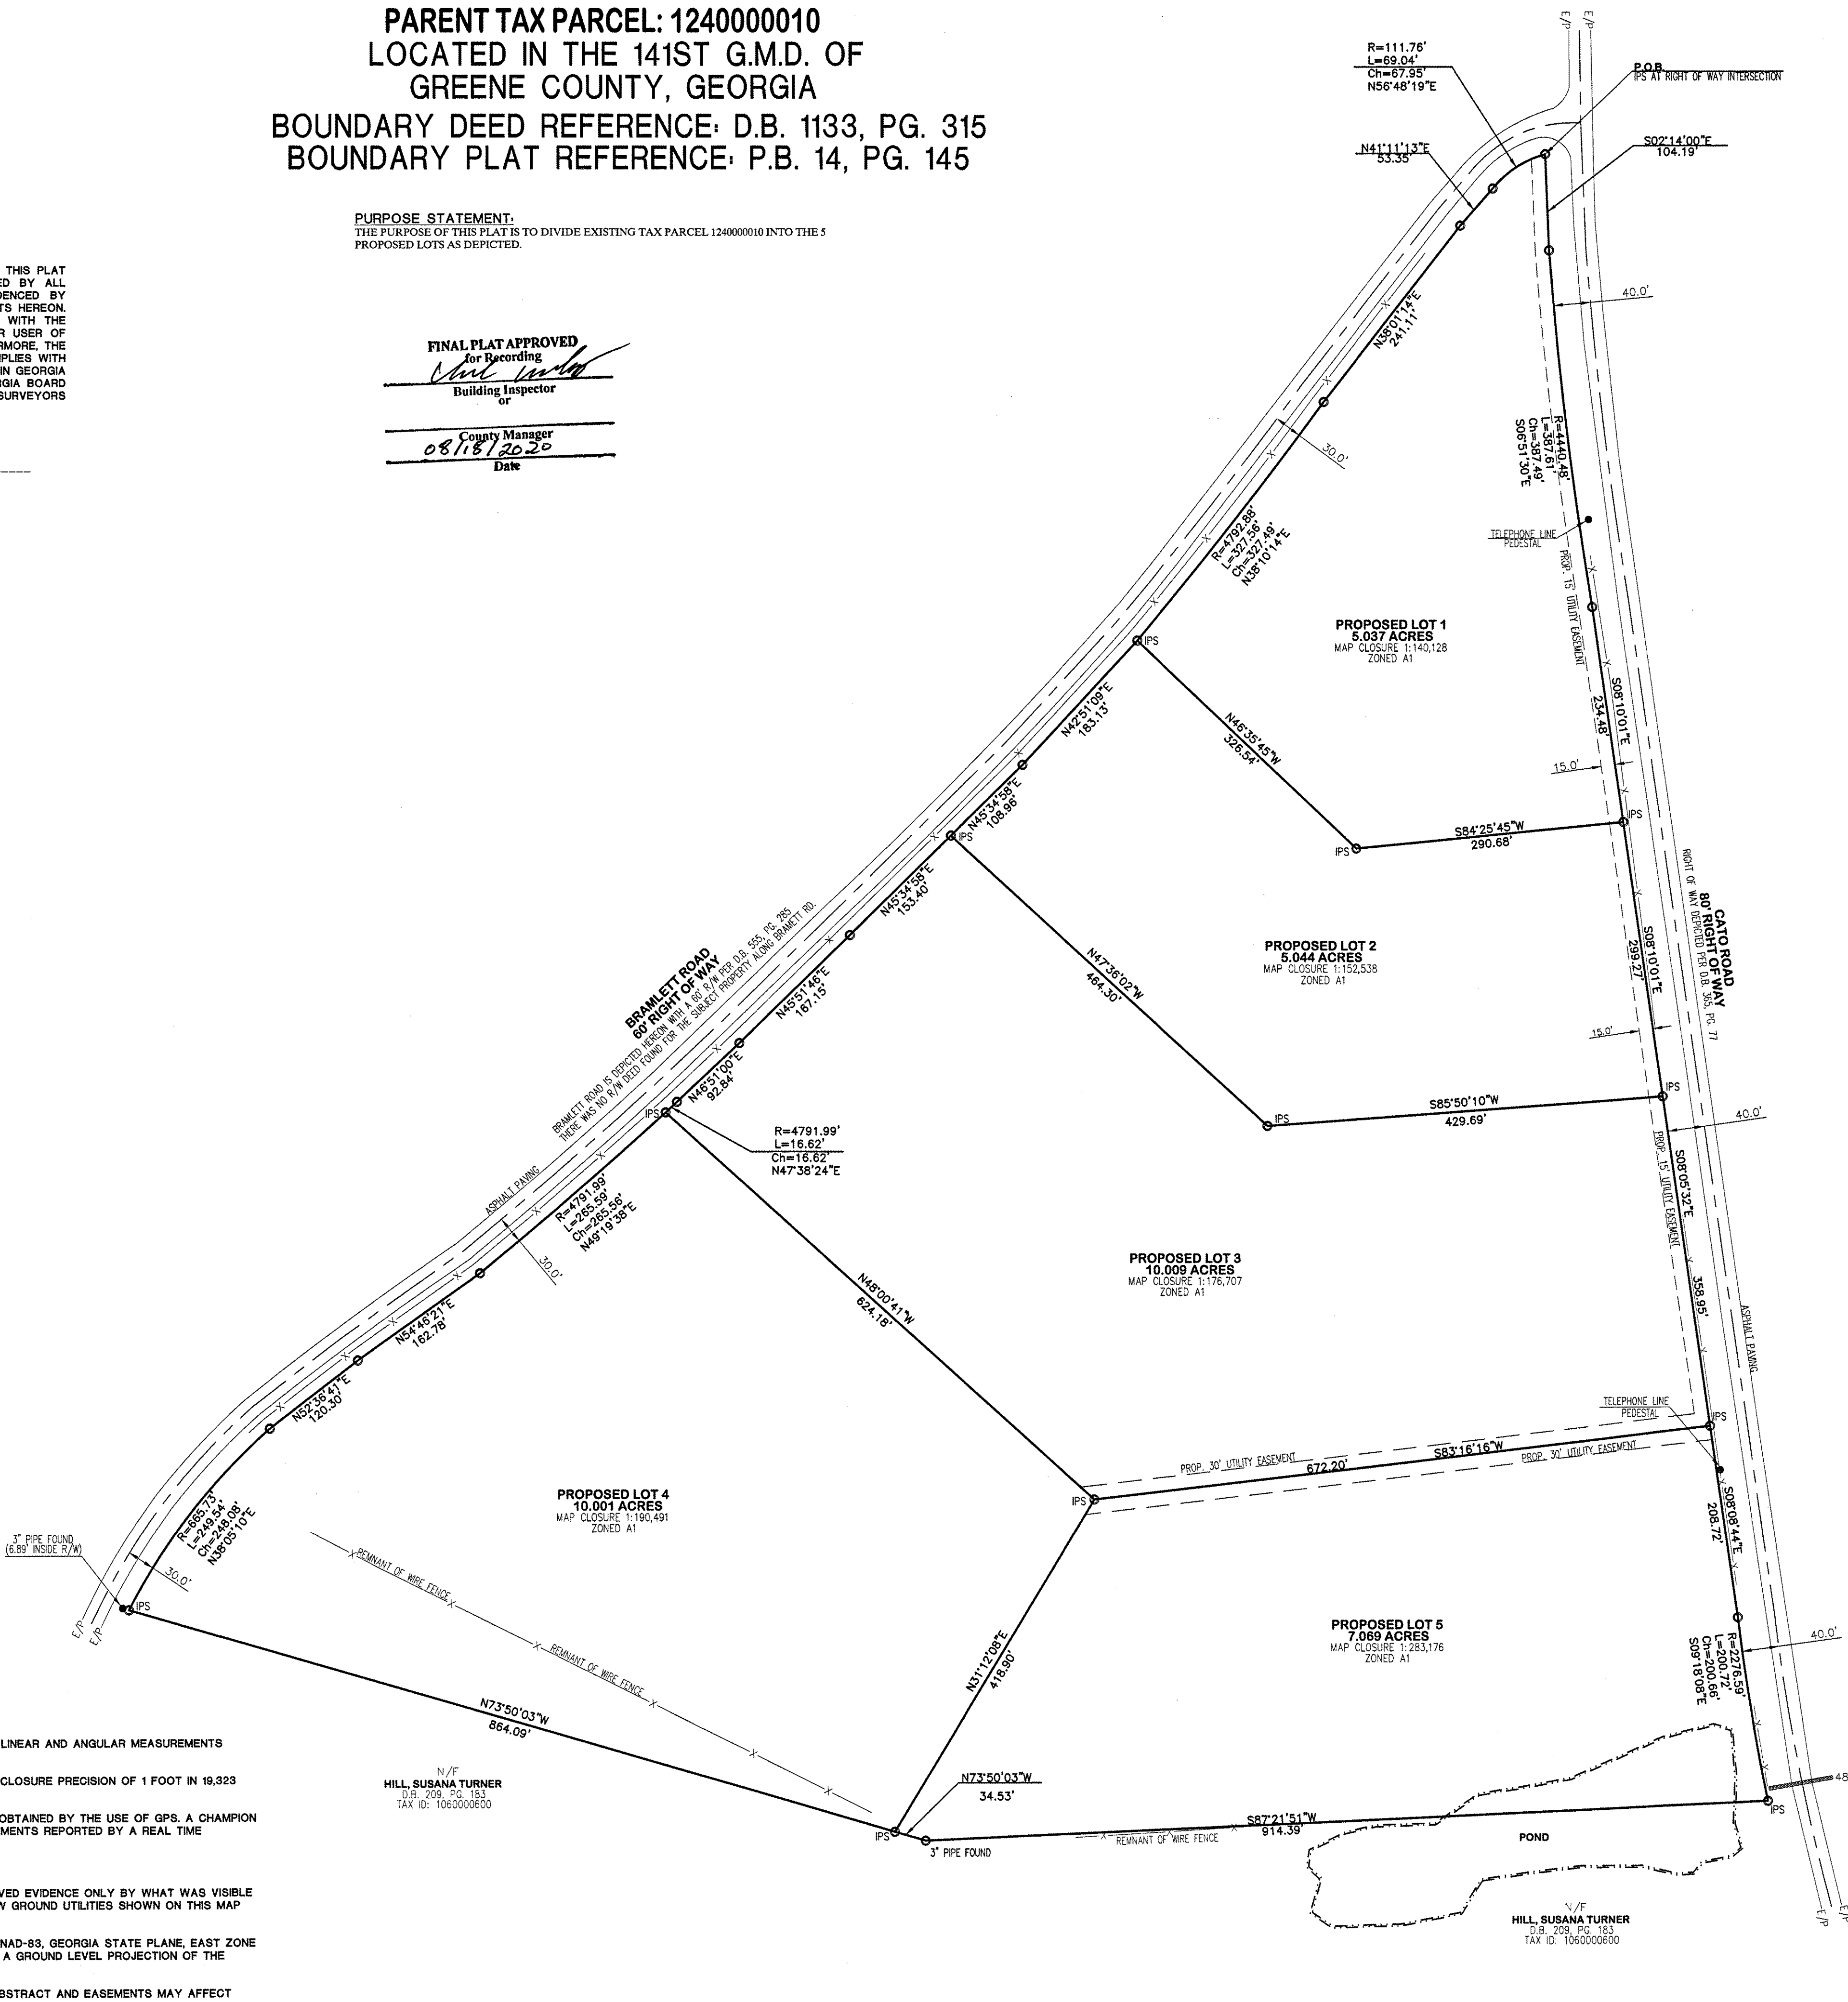 PARENT TAX PARCEL: 1240000010
LOCATED IN THE 141ST G.M.D. OF
GREENE COUNTY, GEORGIA
BOUNDARY DEED REFERENCE: D.B. 1133, PG. 315
BOUNDARY PLAT REFERENCE: P.B. 14, PG. 145
PURPOSE STATEMENT:
THE PURPOSE OF THIS PLAT IS TO DIVIDE EXISTING TAX PARCEL 1240000010 INTO THE 5
PROPOSED LOTS AS DEPICTED.
THIS PLAT
ED BY ALL
DENCED BY
TS HEREON.
WITH THE
R USER OF
RMORE, THE
PLIES WITH
IN GEORGIA
RGIA BOARD
SURVEYORS
FINAL PLAT APPROVED
for Recording
Building Inspector
or
County Manager
08/18/2020
Date
E/P
E/P
R=111.76'
L=69.04'
Ch=67.95'
N56°48'19"E
P.O.B.
IPS AT RIGHT OF WAY INTERSECTION
N41°11'13"E
53.35'
S02°14'00"E
104.19'
40.0'
N38°01'14"E
241.11'
30.0'
R=4440.48'
L=387.61'
Ch=387.49'
S06°51'30"E
TELEPHONE LINE
PEDESTAL
PROP. 15' UTILITY EASEMENT
R=4792.88'
L=327.56'
Ch=327.49'
N38°10'14"E
IPS
PROPOSED LOT 1
5.037 ACRES
MAP CLOSURE 1:140,128
ZONED A1
S08°10'01"E
234.48'
15.0'
N42°51'09"E
183.13'
N46°35'45"W
326.54'
IPS
S84°25'45"W
290.68'
IPS
N45°34'58"E
108.96'
IPS
RIGHT OF WAY DEPICTED PER D.B. 365, PG. 77
80' RIGHT OF WAY
CATO ROAD
N45°34'58"E
153.40'
PROPOSED LOT 2
5.044 ACRES
MAP CLOSURE 1:152,538
ZONED A1
S08°10'01"E
299.27'
15.0'
N47°36'02"W
464.30'
BRAMLETT ROAD
60' RIGHT OF WAY
BRAMLETT ROAD IS DEPICTED HEREON WITH A 60' R/W PER D.B. 555, PG. 285
THERE WAS NO R/W DEED FOUND FOR THE SUBJECT PROPERTY ALONG BRAMETT RD.
N45°51'46"E
167.15'
N46°51'00"E
92.84'
IPS
S85°50'10"W
429.69'
IPS
IPS
40.0'
R=4791.99'
L=16.62'
Ch=16.62'
N47°38'24"E
ASPHALT PAVING
PROP. 15' UTILITY EASEMENT
S08°05'32"E
358.95'
R=4791.99'
L=265.59'
Ch=265.56'
N49°19'38"E
30.0'
PROPOSED LOT 3
10.009 ACRES
MAP CLOSURE 1:176,707
ZONED A1
N48°00'41"W
624.18'
N54°46'21"E
162.78'
ASPHALT PAVING
TELEPHONE LINE
PEDESTAL
IPS
N52°36'41"E
120.30'
PROP. 30' UTILITY EASEMENT
S83°16'16"W
672.20'
PROP. 30' UTILITY EASEMENT
IPS
PROPOSED LOT 4
10.001 ACRES
MAP CLOSURE 1:190,491
ZONED A1
S08°08'44"E
208.72'
R=665.73'
L=249.54'
Ch=248.08'
N38°05'10"E
3" PIPE FOUND
(6.89' INSIDE R/W)
30.0'
IPS
E/P
E/P
REMNANT OF WIRE FENCE
REMNANT OF WIRE FENCE
N31°12'08"E
418.90'
PROPOSED LOT 5
7.069 ACRES
MAP CLOSURE 1:283,176
ZONED A1
R=2276.59'
L=200.72'
Ch=200.66'
S09°18'08"E
40.0'
N73°50'03"W
864.09'
N/F
HILL, SUSANA TURNER
D.B. 209, PG. 183
TAX ID: 1060000600
N73°50'03"W
34.53'
IPS
3" PIPE FOUND
REMNANT OF WIRE FENCE
S87°21'51"W
914.39'
48
IPS
POND
N/F
HILL, SUSANA TURNER
D.B. 209, PG. 183
TAX ID: 1060000600
E/P
E/P
LINEAR AND ANGULAR MEASUREMENTS
CLOSURE PRECISION OF 1 FOOT IN 19,323
OBTAINED BY THE USE OF GPS. A CHAMPION
MENTS REPORTED BY A REAL TIME
VED EVIDENCE ONLY BY WHAT WAS VISIBLE
W GROUND UTILITIES SHOWN ON THIS MAP
NAD-83, GEORGIA STATE PLANE, EAST ZONE
A GROUND LEVEL PROJECTION OF THE
BSTRACT AND EASEMENTS MAY AFFECT